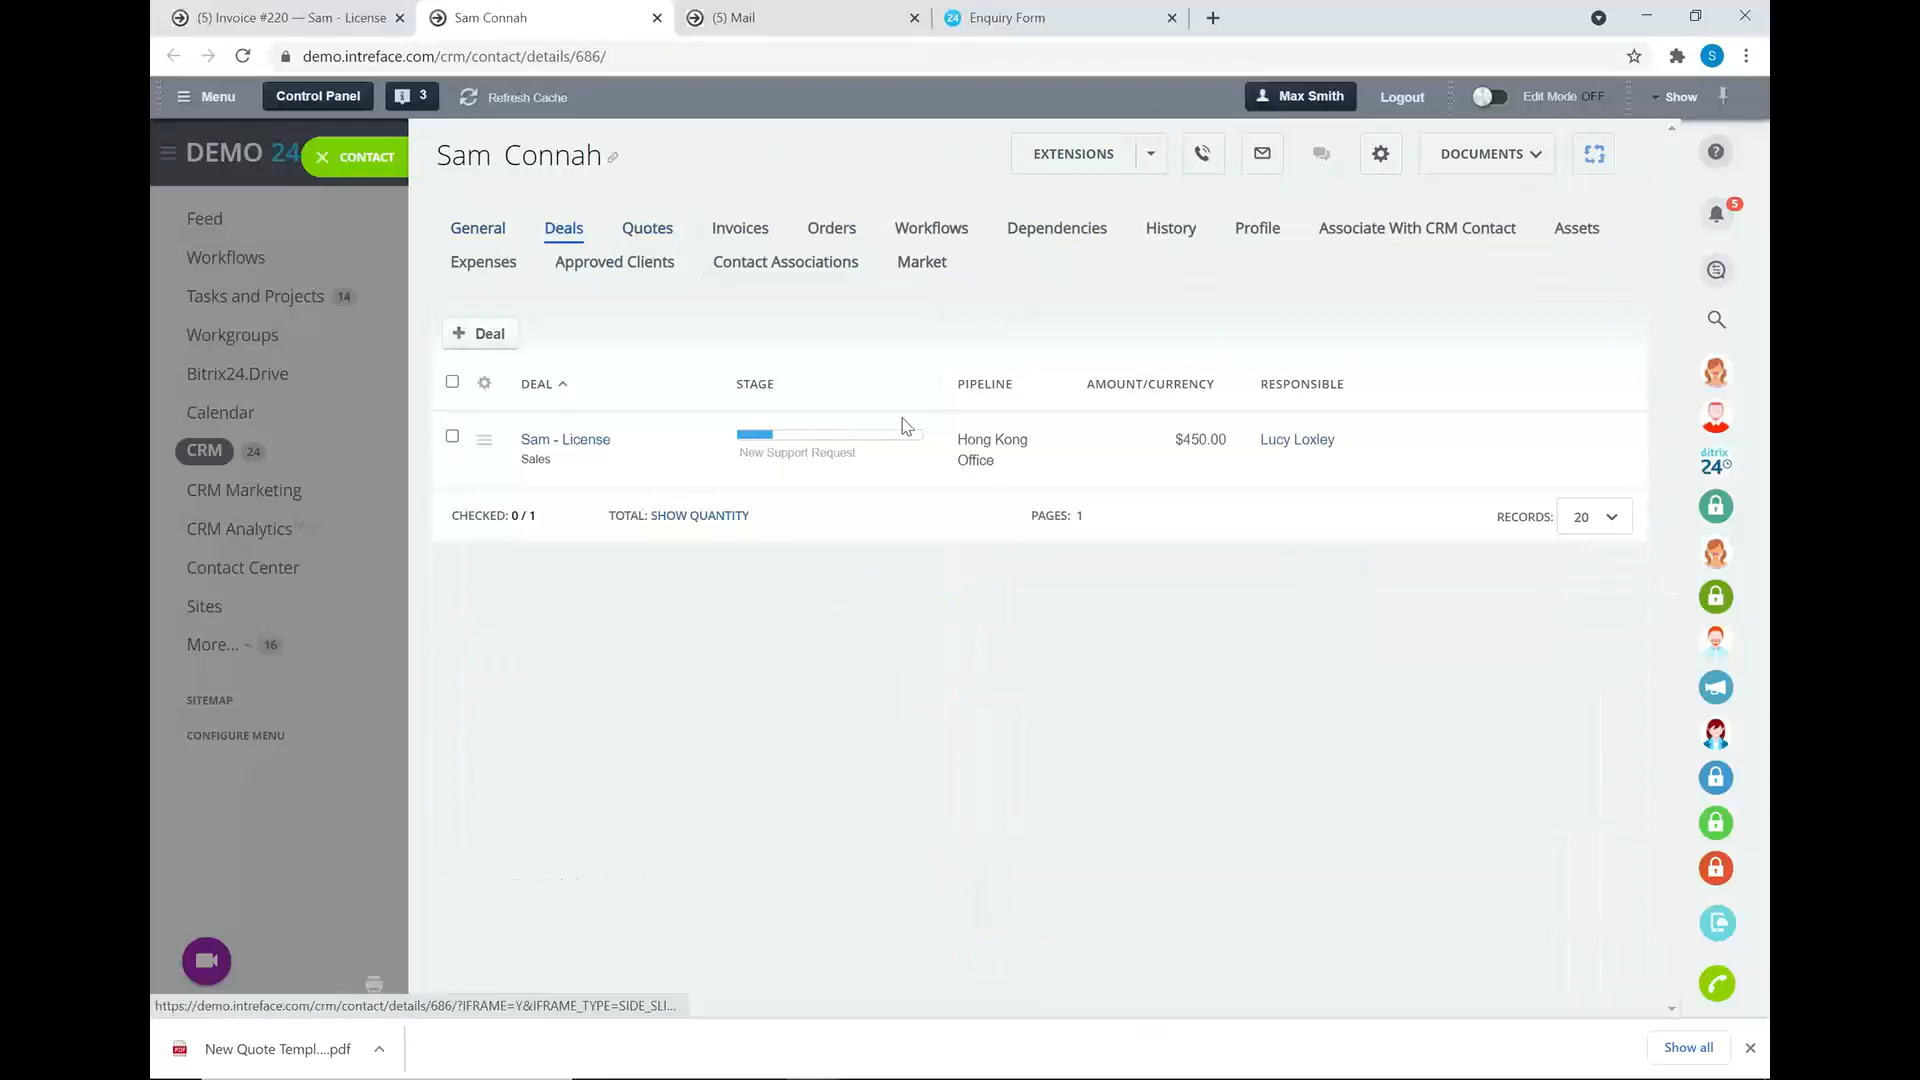 (5) Invoice #220 — Sam - License
Sam Connah
(5) Mail
24
Enquiry Form
demo.intreface.com/crm/contact/details/686/
S
Menu
Control Panel
3
Refresh Cache
Max Smith
Logout
Edit Mode OFF
Show
DEMO 24
CONTACT
Sam Connah
EXTENSIONS
DOCUMENTS
5
General
Deals
Quotes
Invoices
Orders
Workflows
Dependencies
History
Profile
Associate With CRM Contact
Assets
Expenses
Approved Clients
Contact Associations
Market
Feed
Workflows
Tasks and Projects 14
Workgroups
Bitrix24.Drive
Calendar
CRM 24
CRM Marketing
CRM Analytics
Contact Center
Sites
More... 16
SITEMAP
CONFIGURE MENU
+ Deal
DEAL
STAGE
PIPELINE
AMOUNT/CURRENCY
RESPONSIBLE
Sam - License
Sales
New Support Request
Hong Kong
Office
$450.00
Lucy Loxley
CHECKED: 0 / 1
TOTAL: SHOW QUANTITY
PAGES: 1
RECORDS: 20
Bitrix
24
https://demo.intreface.com/crm/contact/details/686/?IFRAME=Y&IFRAME_TYPE=SIDE_SLI...
PDF
New Quote Templ....pdf
Show all